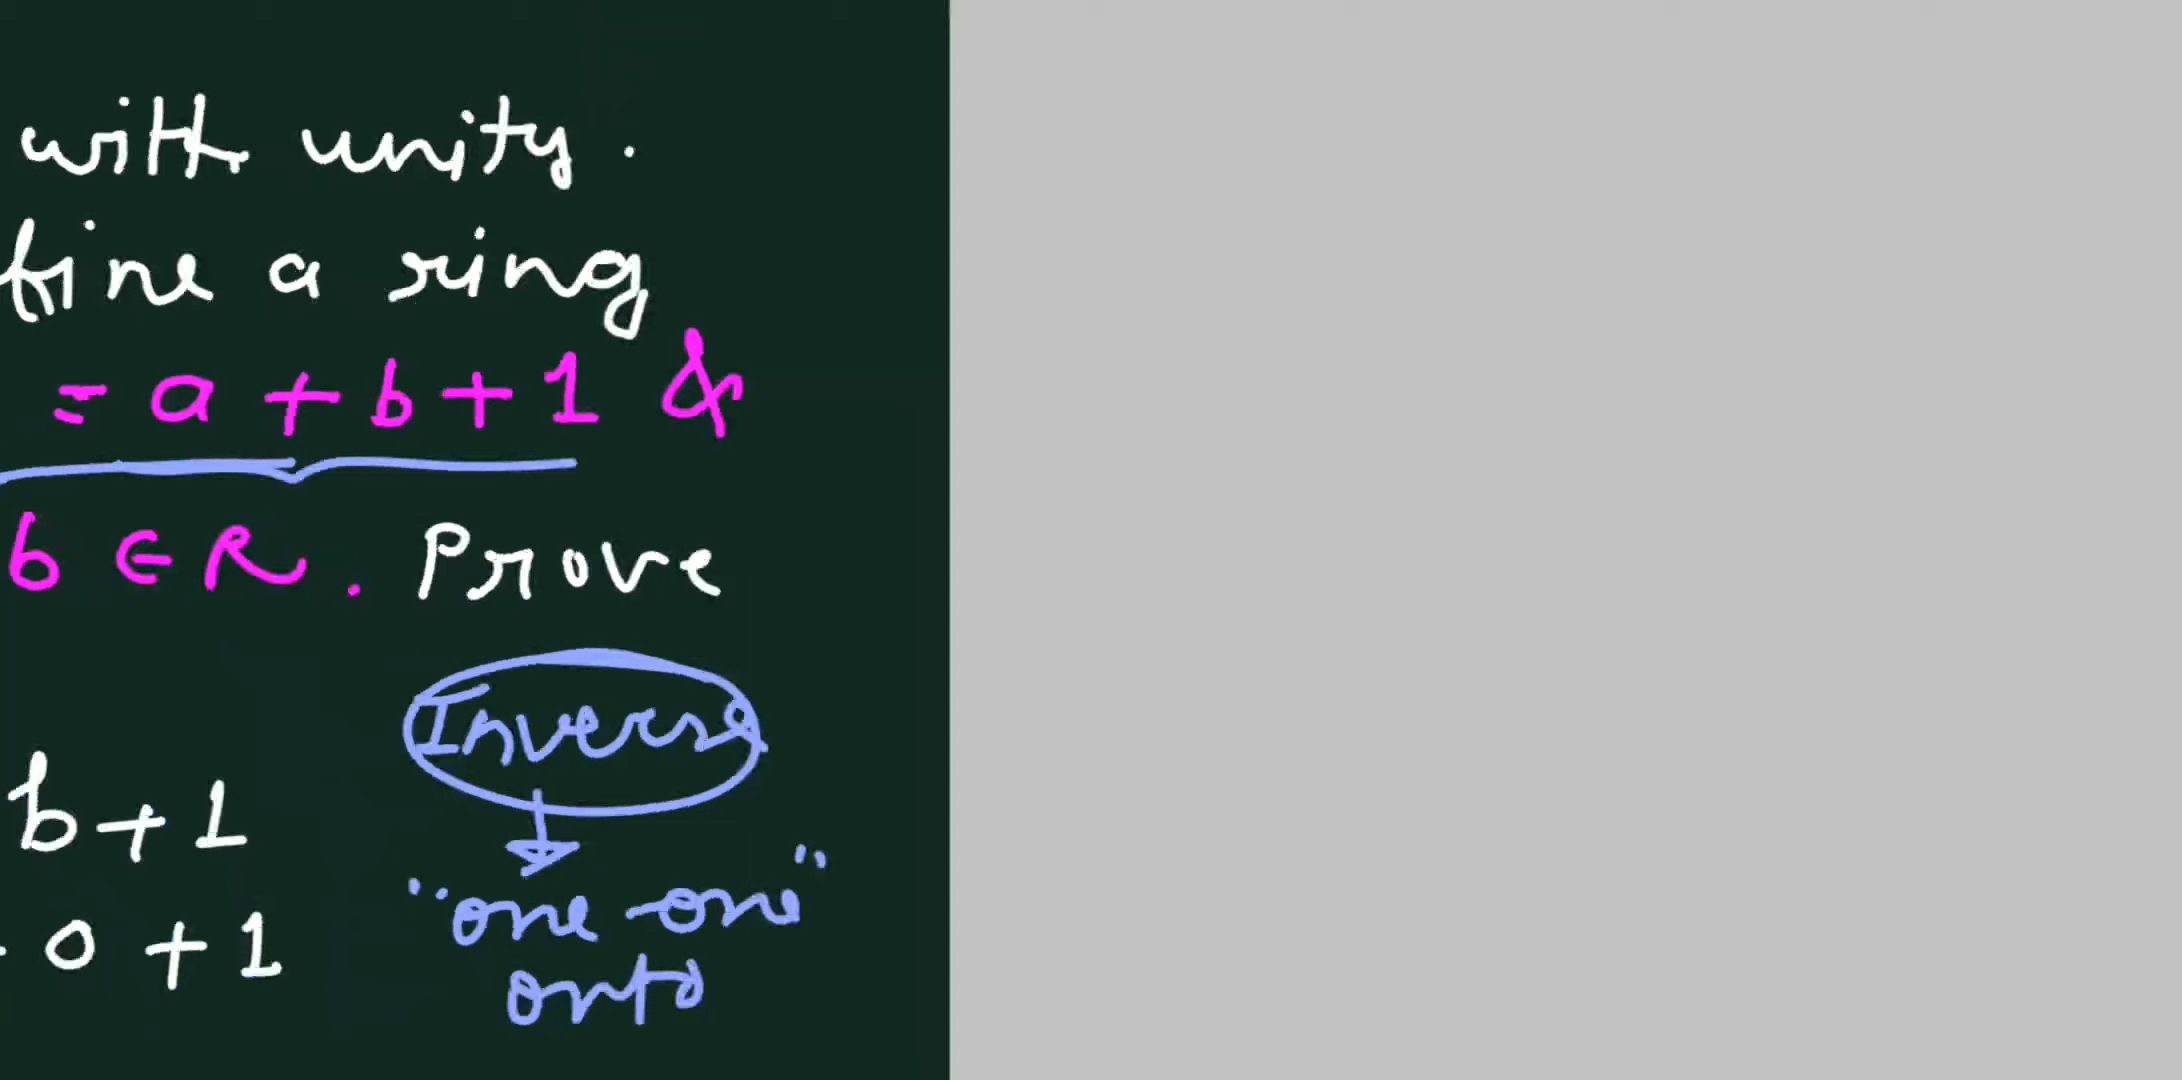 with unity.
fine a ring
= a + b + 1 &
b ∈ R. Prove
Inverse
b + 1
"one-one"
0 + 1
onto